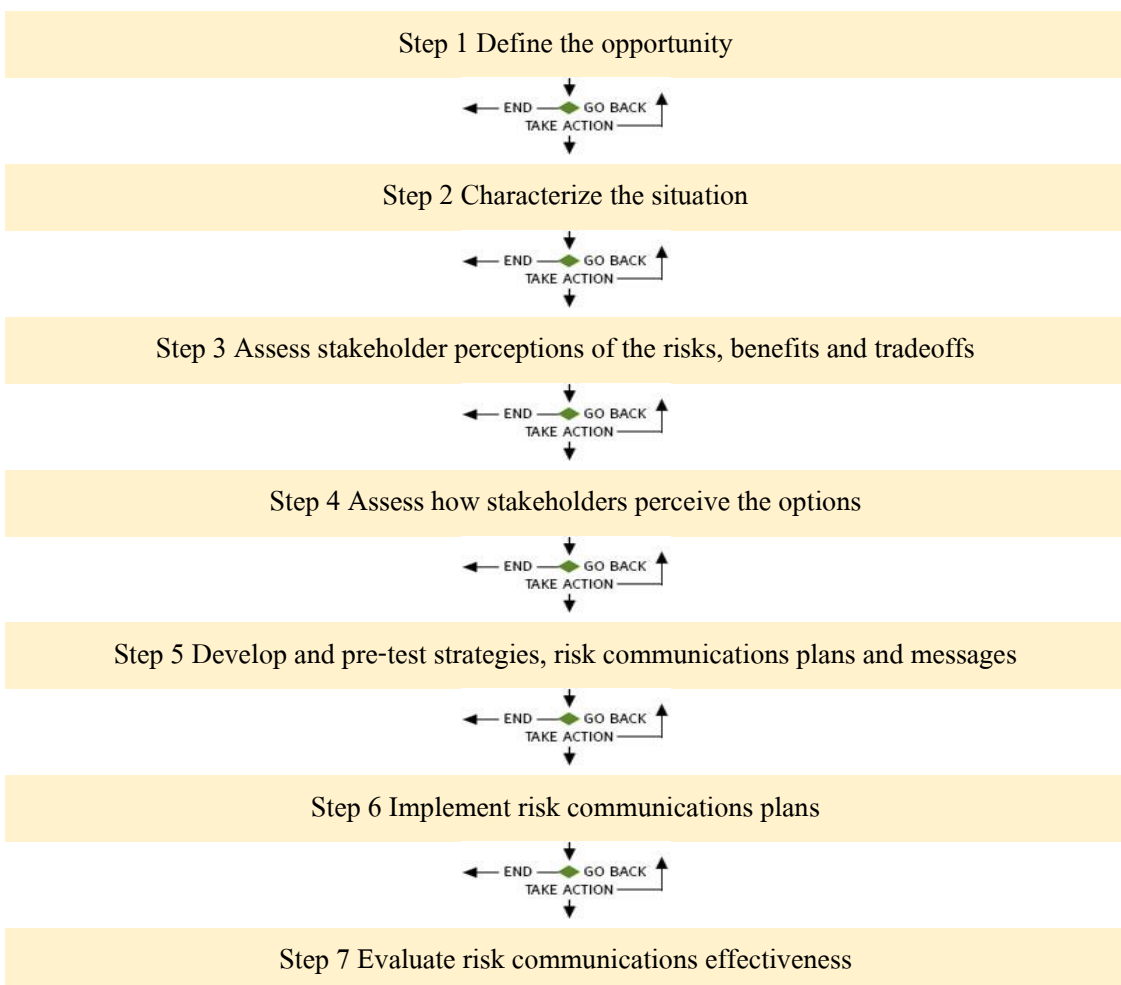 Step 1 Define the opportunity
END GO BACK
TAKE ACTION
Step 2 Characterize the situation
END GO BACK
TAKE ACTION
Step 3 Assess stakeholder perceptions of the risks, benefits and tradeoffs
END GO BACK
TAKE ACTION
Step 4 Assess how stakeholders perceive the options
END GO BACK
TAKE ACTION
Step 5 Develop and pre-test strategies, risk communications plans and messages
END GO BACK
TAKE ACTION
Step 6 Implement risk communications plans
END GO BACK
TAKE ACTION
Step 7 Evaluate risk communications effectiveness